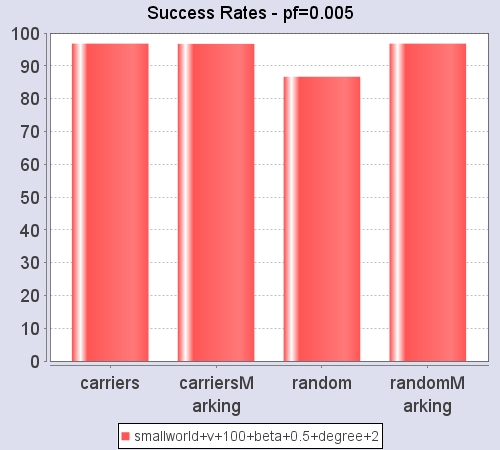 Success Rates - pf=0.005
100
90
80
70
60
50
40
30
20
10
0
carriers carriersM random randomM
arking arking
smallworld+v+100+beta+0.5+degree+2